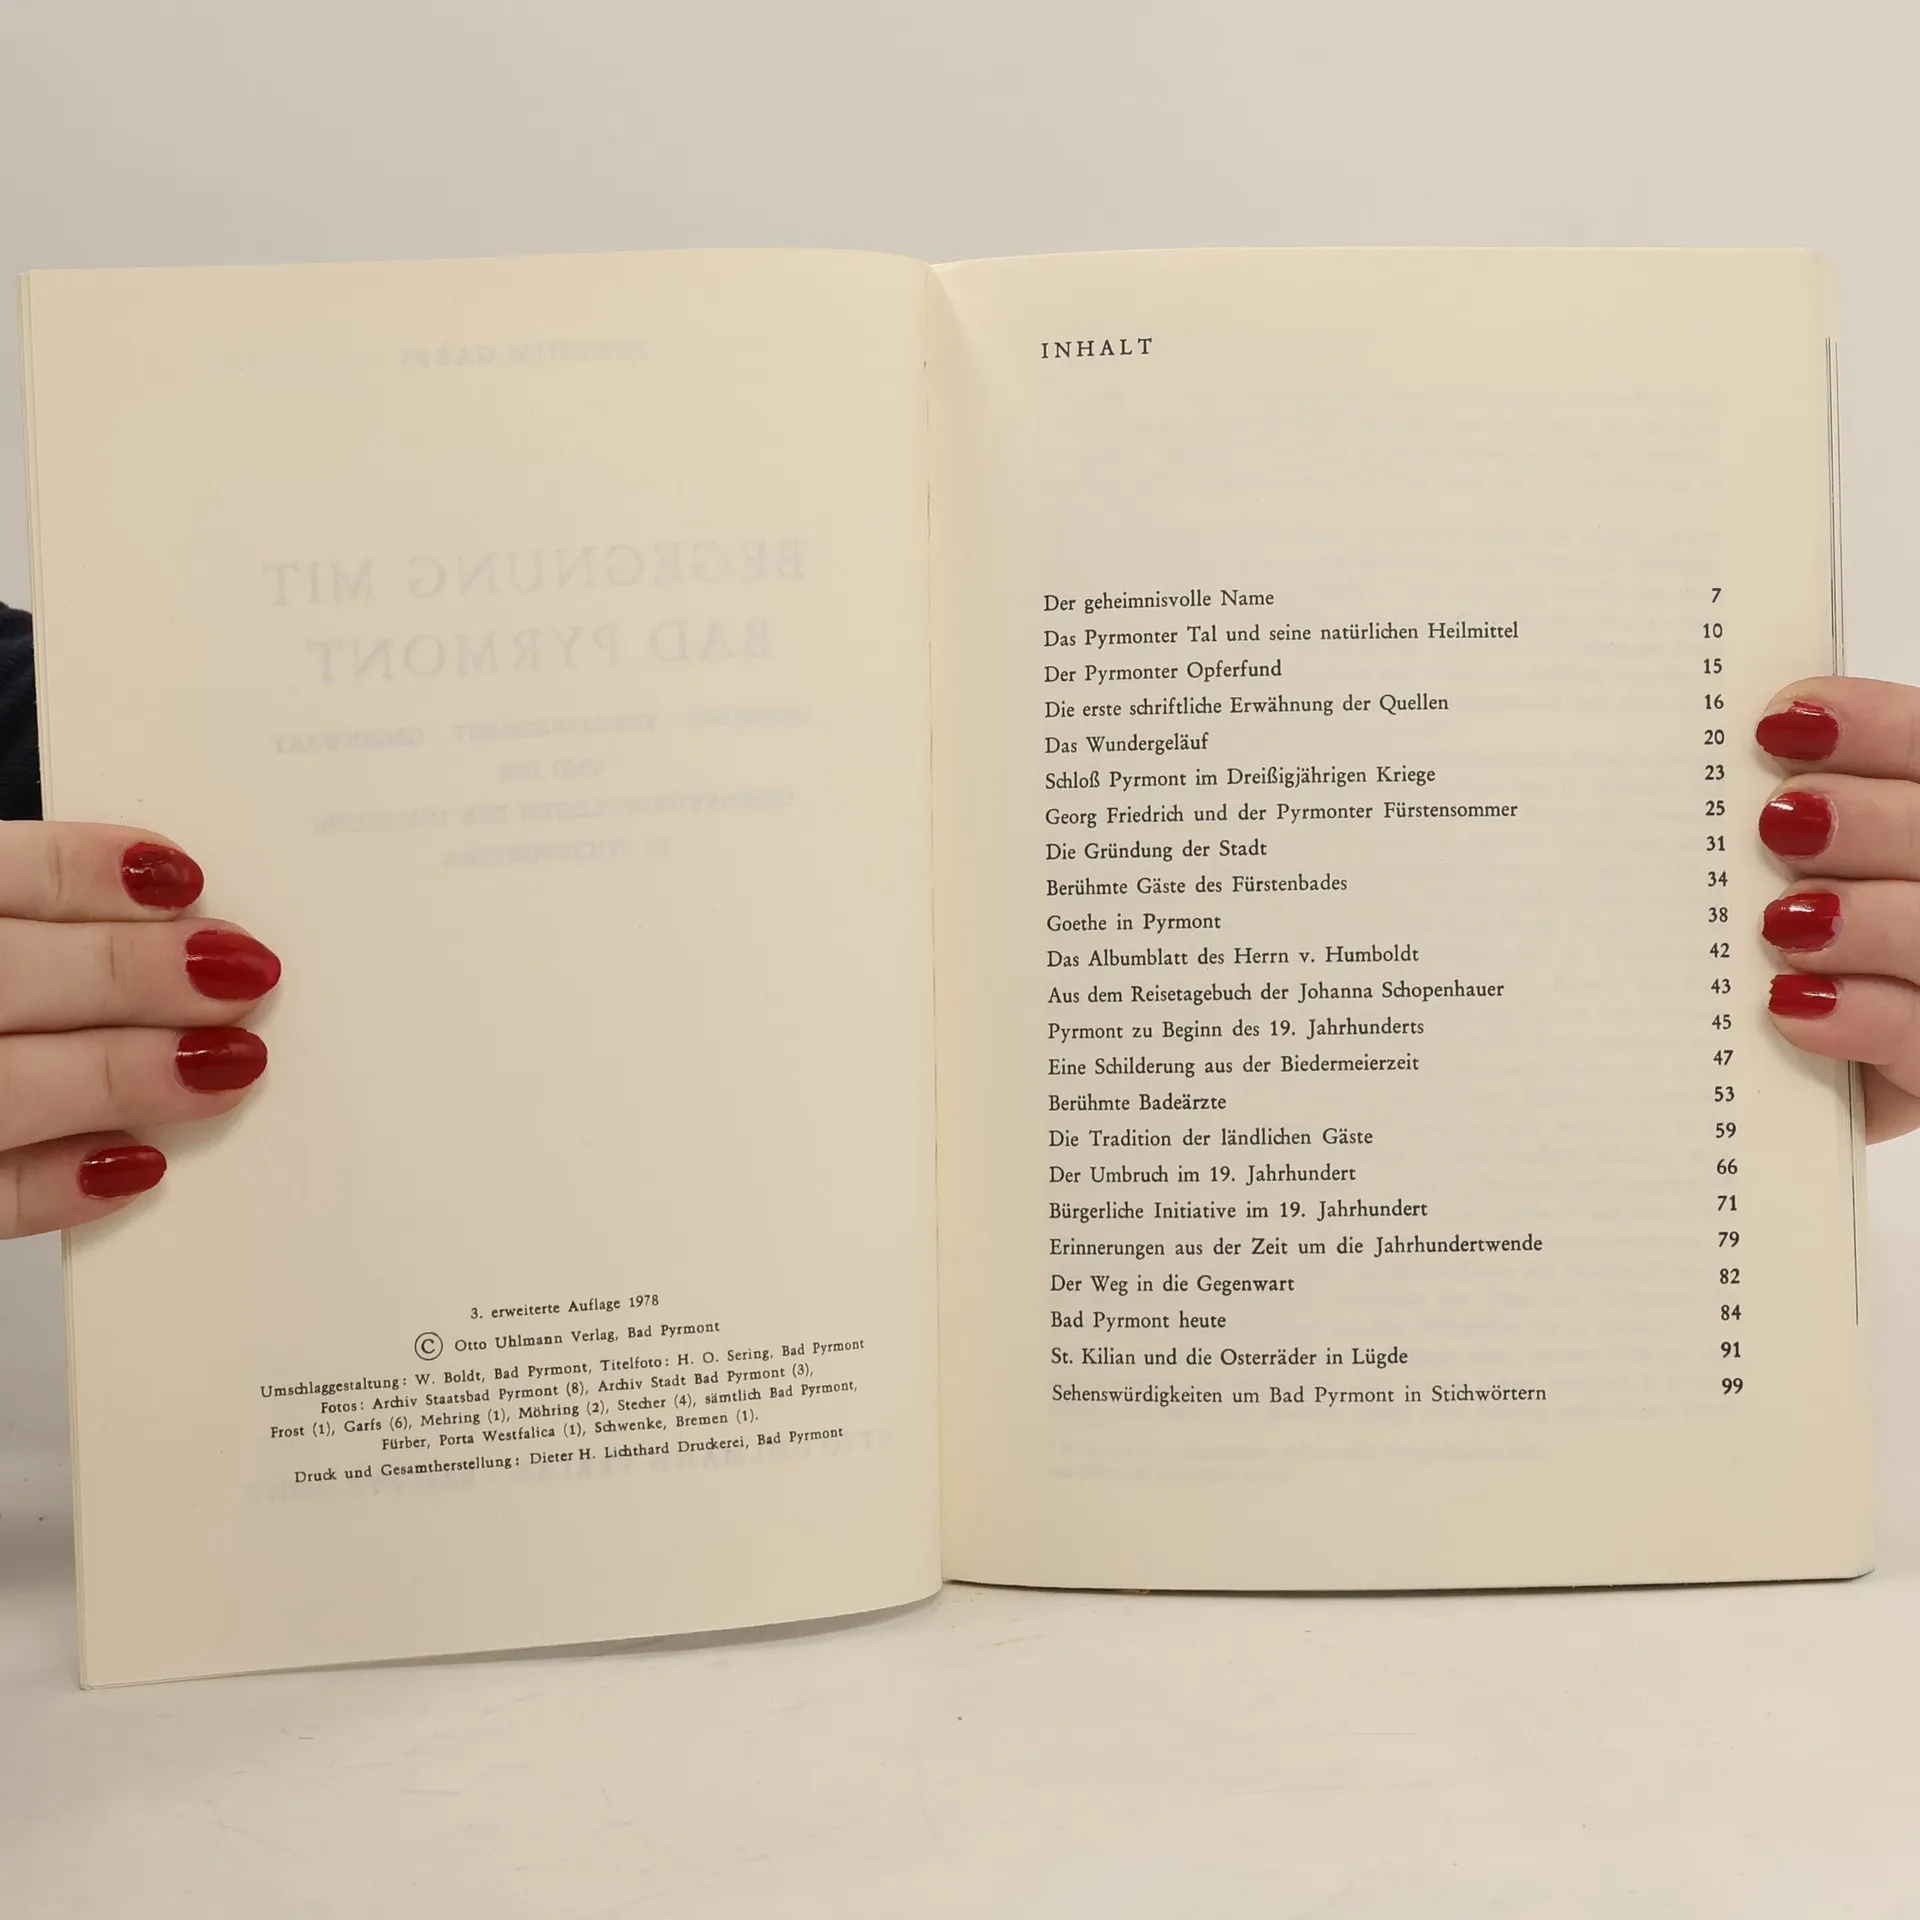 BEGEGNUNG MIT
BAD PYRMONT
3. erweiterte Auflage 1978
© Otto Uhlmann Verlag, Bad Pyrmont
Umschlaggestaltung: W. Boldt, Bad Pyrmont, Titelfoto: H. O. Sering, Bad Pyrmont
Fotos: Archiv Staatsbad Pyrmont (8), Archiv Stadt Bad Pyrmont (3),
Frost (1), Garfs (6), Mehring (1), Möhring (2), Stecher (4), sämtlich Bad Pyrmont,
Fürber, Porta Westfalica (1), Schwenke, Bremen (1).
Druck und Gesamtherstellung: Dieter H. Lichthard Druckerei, Bad Pyrmont
INHALT
Der geheimnisvolle Name 7
Das Pyrmonter Tal und seine natürlichen Heilmittel 10
Der Pyrmonter Opferfund 15
Die erste schriftliche Erwähnung der Quellen 16
Das Wundergeläuf 20
Schloß Pyrmont im Dreißigjährigen Kriege 23
Georg Friedrich und der Pyrmonter Fürstensommer 25
Die Gründung der Stadt 31
Berühmte Gäste des Fürstenbades 34
Goethe in Pyrmont 38
Das Albumblatt des Herrn v. Humboldt 42
Aus dem Reisetagebuch der Johanna Schopenhauer 43
Pyrmont zu Beginn des 19. Jahrhunderts 45
Eine Schilderung aus der Biedermeierzeit 47
Berühmte Badeärzte 53
Die Tradition der ländlichen Gäste 59
Der Umbruch im 19. Jahrhundert 66
Bürgerliche Initiative im 19. Jahrhundert 71
Erinnerungen aus der Zeit um die Jahrhundertwende 79
Der Weg in die Gegenwart 82
Bad Pyrmont heute 84
St. Kilian und die Osterräder in Lügde 91
Sehenswürdigkeiten um Bad Pyrmont in Stichwörtern 99